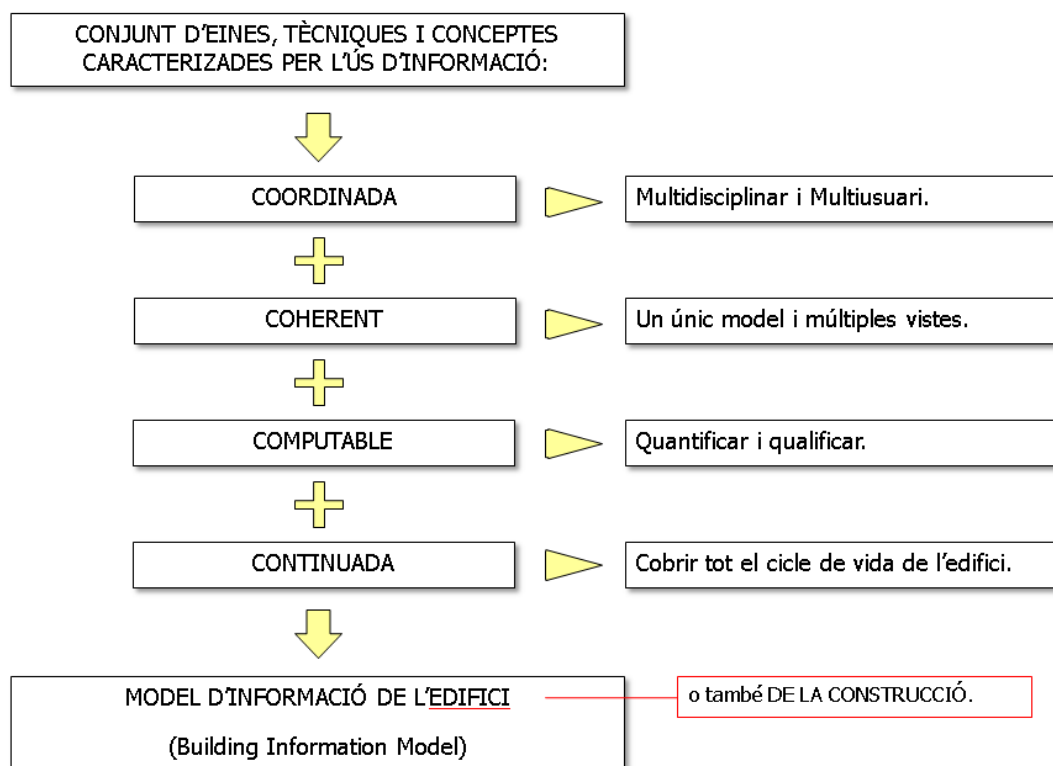 CONJUNT D'EINES, TÈCNIQUES I CONCEPTES
CARACTERIZADES PER L'ÚS D'INFORMACIÓ:
COORDINADA
Multidisciplinar i Multiusuari.
COHERENT
Un únic model i múltiples vistes.
COMPUTABLE
Quantificar i qualificar.
CONTINUADA
Cobrir tot el cicle de vida de l'edifici.
MODEL D'INFORMACIÓ DE L'EDIFICI
o també DE LA CONSTRUCCIÓ.
(Building Information Model)